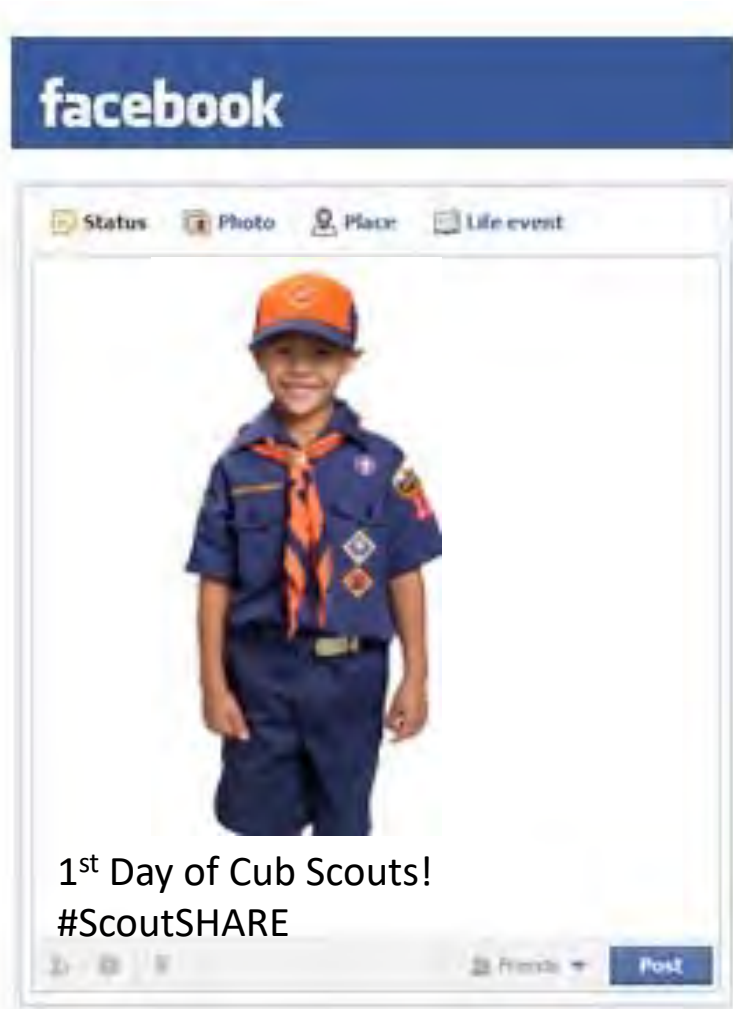 facebook
Status Photo Place Life event
1st Day of Cub Scouts!
#ScoutSHARE
Friends Post